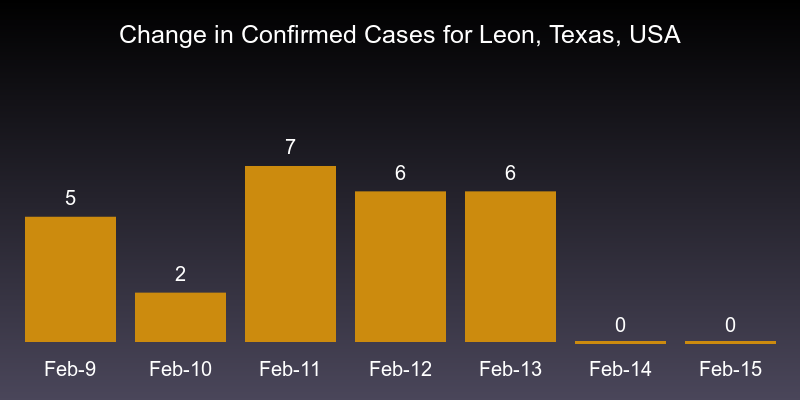 Change in Confirmed Cases for Leon, Texas, USA
5
2
7
6
6
0
0
Feb-9
Feb-10
Feb-11
Feb-12
Feb-13
Feb-14
Feb-15